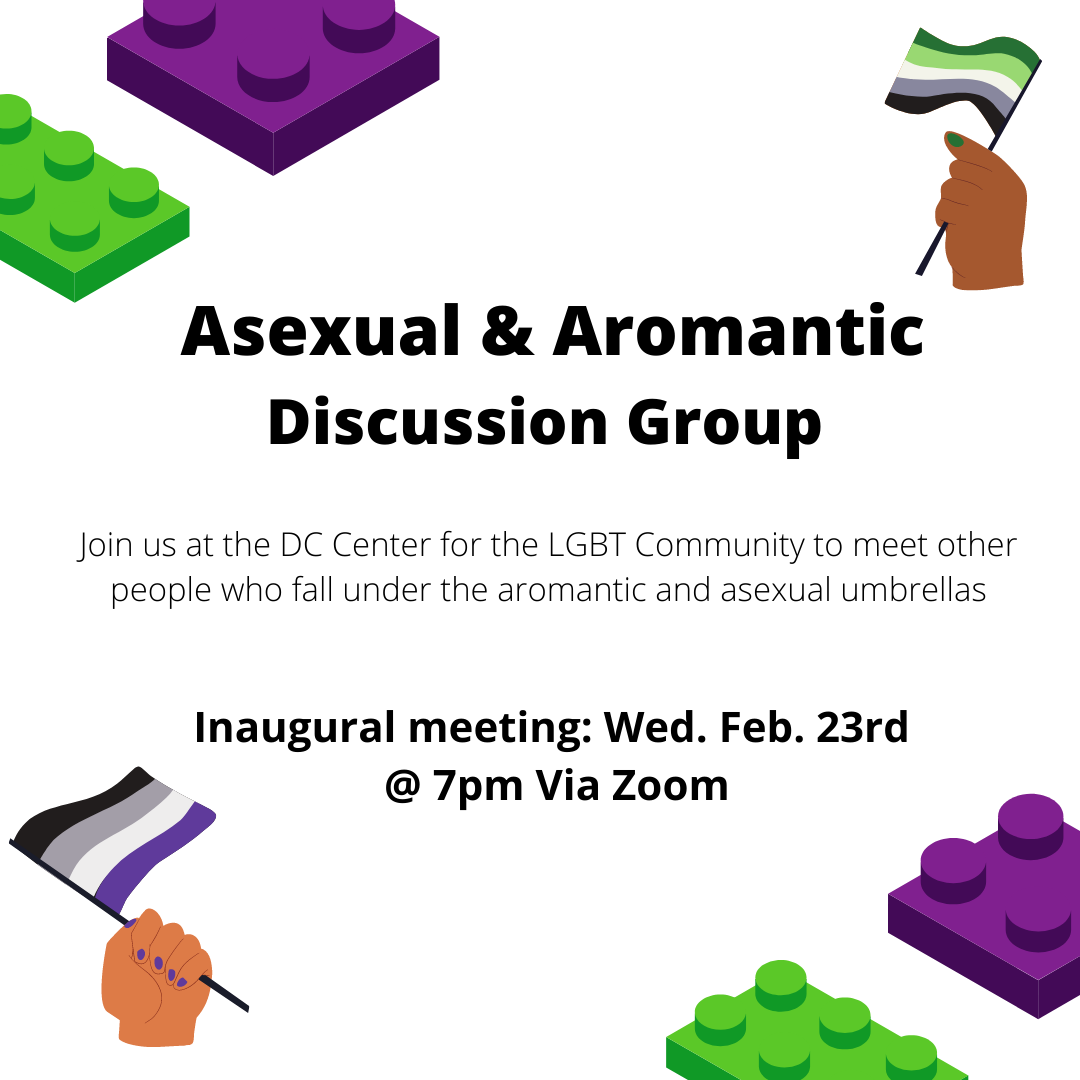 Asexual & Aromantic
Discussion Group
Join us at the DC Center for the LGBT Community to meet other
people who fall under the aromantic and asexual umbrellas
Inaugural meeting: Wed. Feb. 23rd
@ 7pm Via Zoom